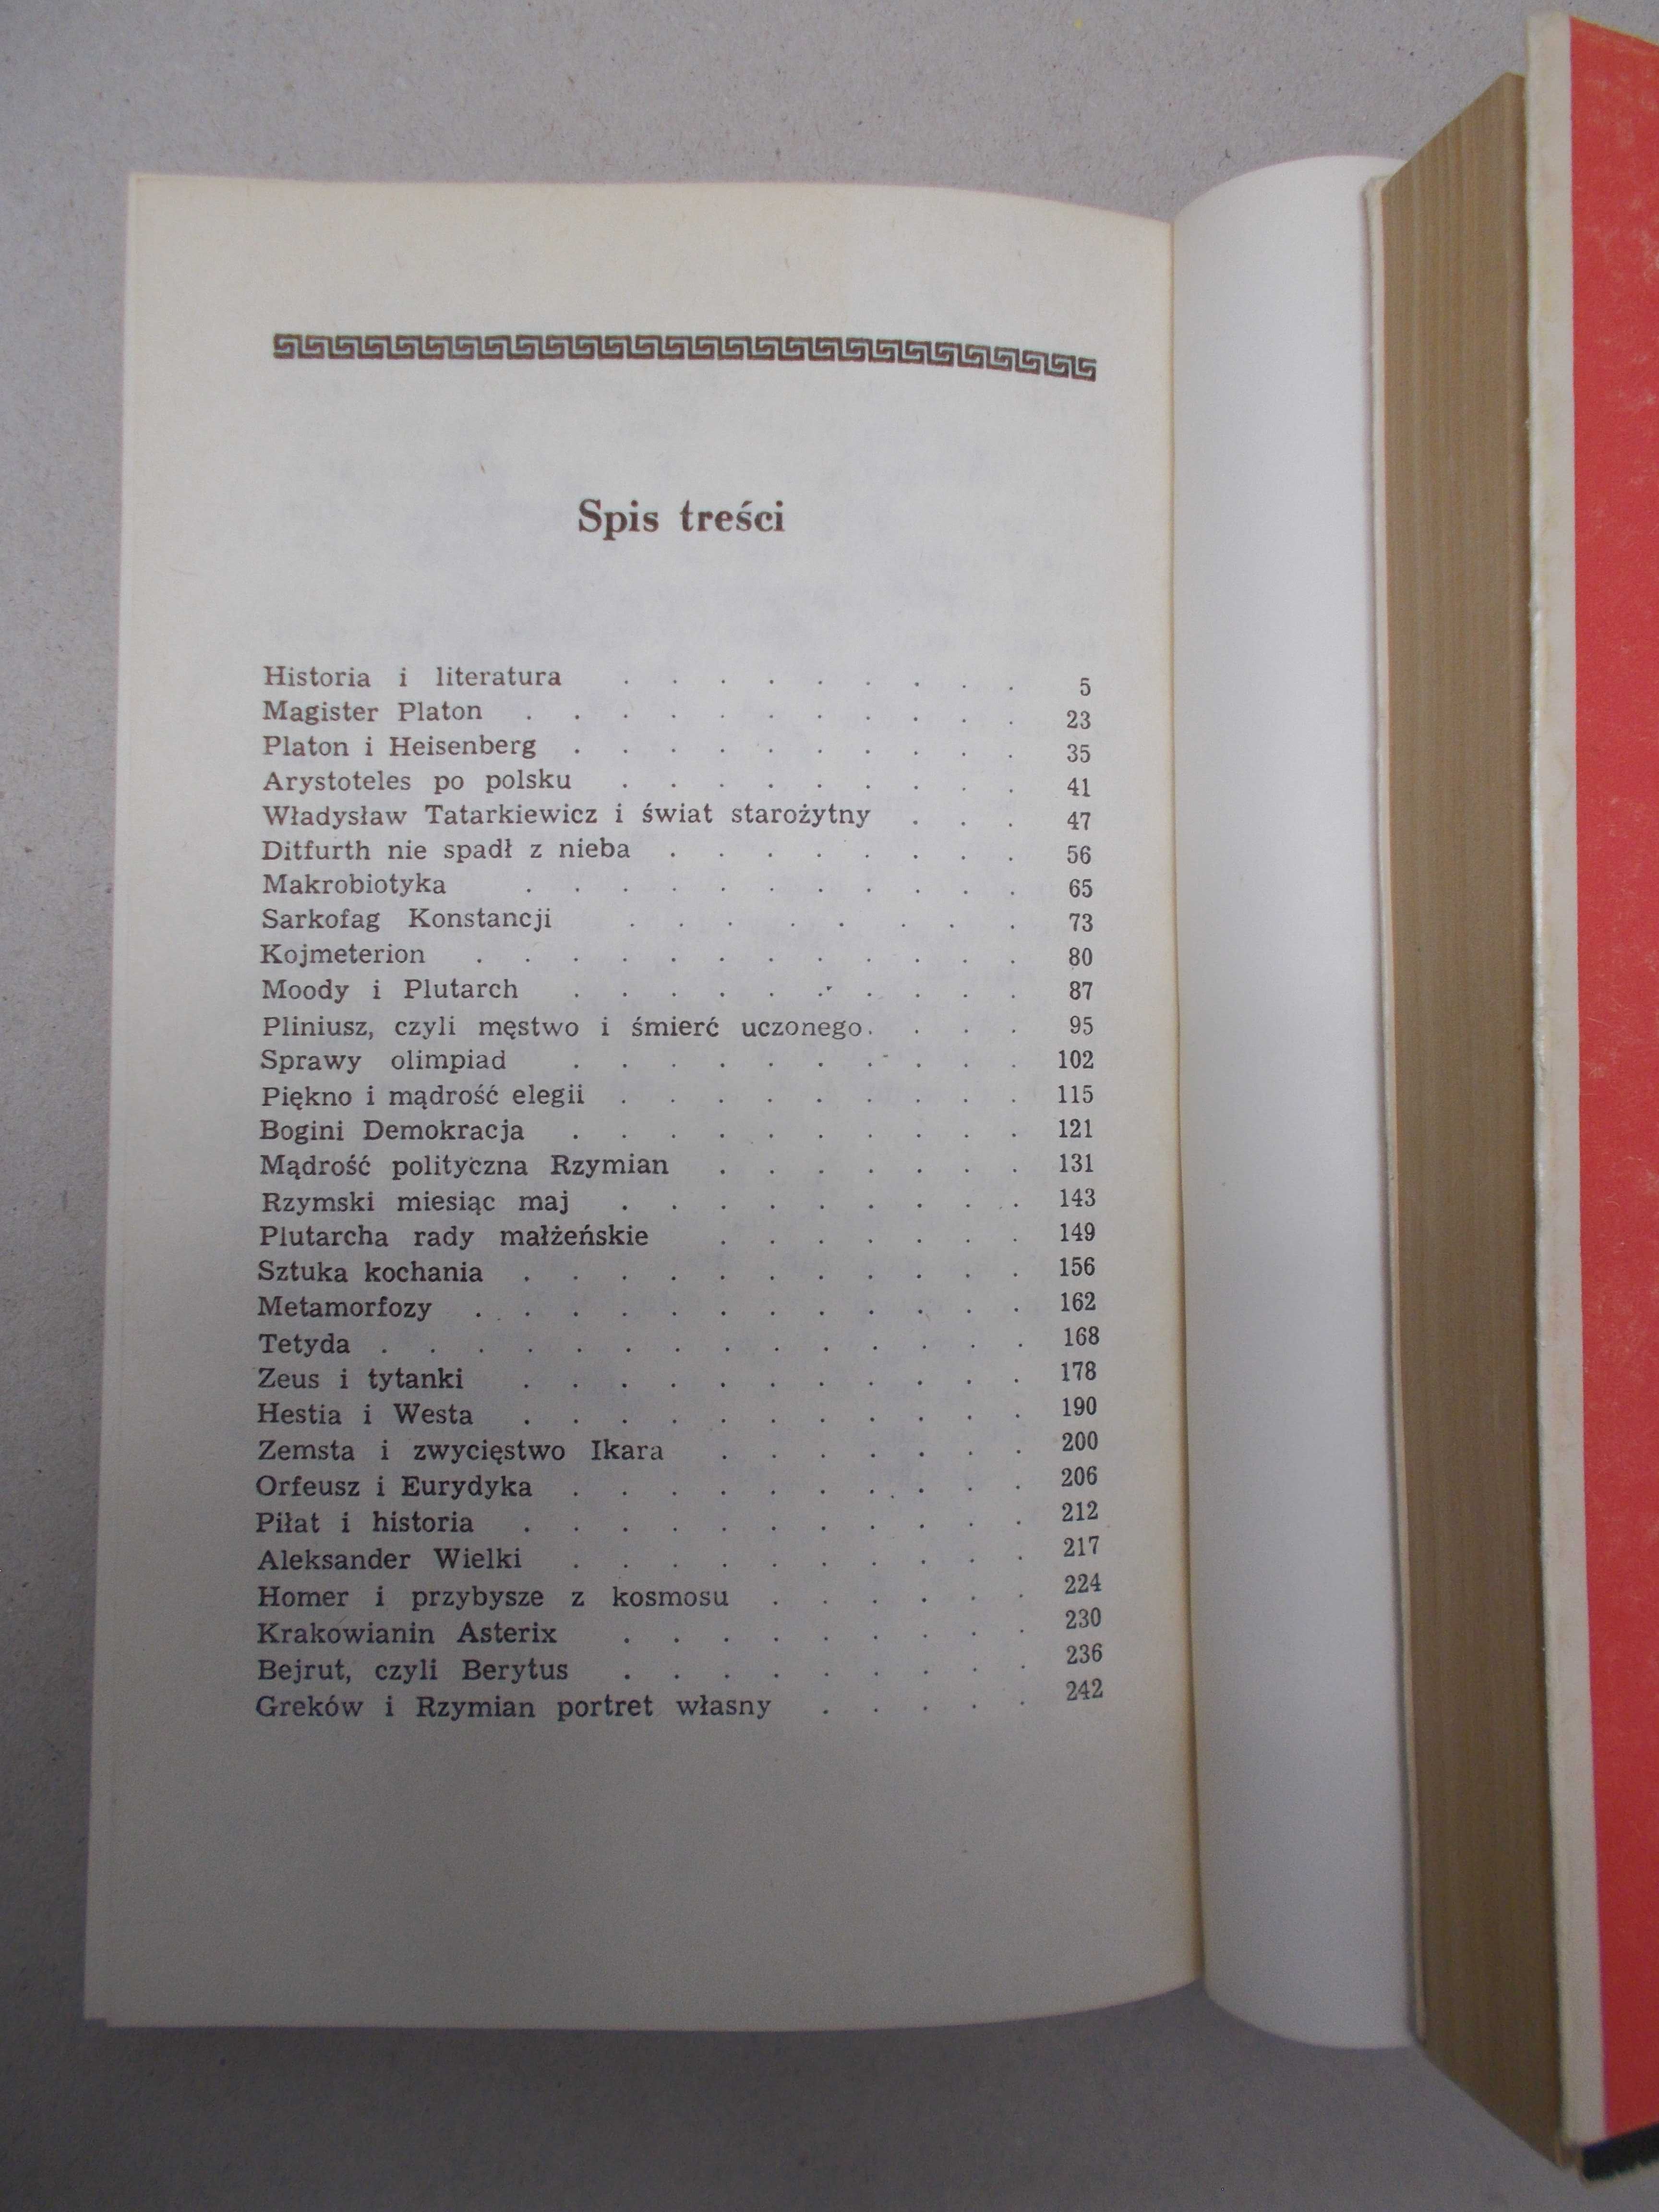 Spis treści
Historia i literatura . . . . . . . . . 5
Magister Platon . . . . . . . . . . . 23
Platon i Heisenberg . . . . . . . . . . 35
Arystoteles po polsku . . . . . . . . . 41
Władysław Tatarkiewicz i świat starożytny . . . 47
Ditfurth nie spadł z nieba . . . . . . . . 56
Makrobiotyka . . . . . . . . . . . 65
Sarkofag Konstancji . . . . . . . . 73
Kojmeterion . . . . . . . . . . . . 80
Moody i Plutarch . . . . . . . . . . 87
Pliniusz, czyli męstwo i śmierć uczonego . . . . 95
Sprawy olimpiad . . . . . . . . . . 102
Piękno i mądrość elegii . . . . . . . . . 115
Bogini Demokracja . . . . . . . . . . 121
Mądrość polityczna Rzymian . . . . . . . 131
Rzymski miesiąc maj . . . . . . . . . 143
Plutarcha rady małżeńskie . . . . . . . 149
Sztuka kochania . . . . . . . . . . . 156
Metamorfozy . . . . . . . . . . . . 162
Tetyda . . . . . . . . . . . . . . 168
Zeus i tytanki . . . . . . . . . . . 178
Hestia i Westa . . . . . . . . . . . 190
Zemsta i zwycięstwo Ikara . . . . . . . 200
Orfeusz i Eurydyka . . . . . . . . . . 206
Piłat i historia . . . . . . . . . . . 212
Aleksander Wielki . . . . . . . . . . 217
Homer i przybysze z kosmosu . . . . . . 224
Krakowianin Asterix . . . . . . . . . 230
Bejrut, czyli Berytus . . . . . . . . . 236
Greków i Rzymian portret własny . . . . . 242